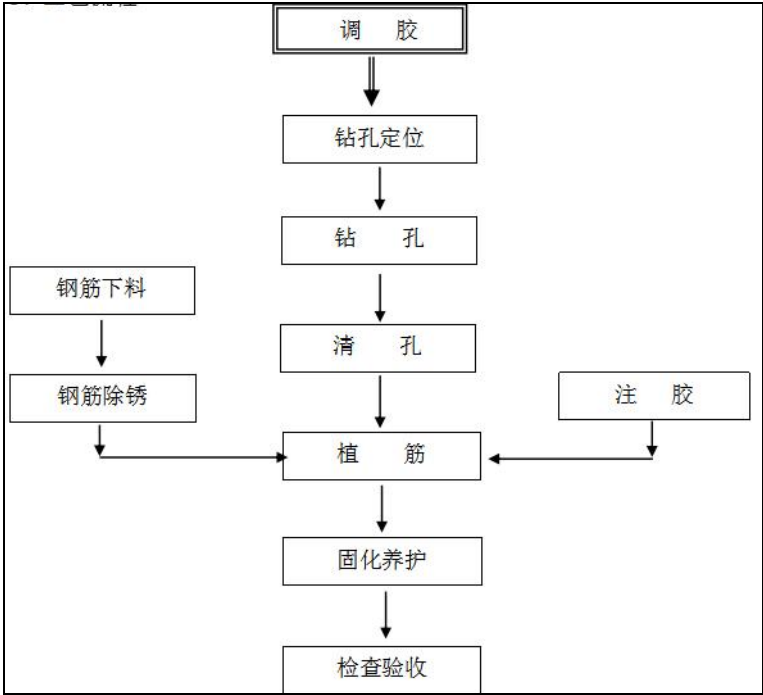 调 胶
钻孔定位
钻 孔
钢筋下料
清 孔
钢筋除锈
注 胶
植 筋
固化养护
检查验收